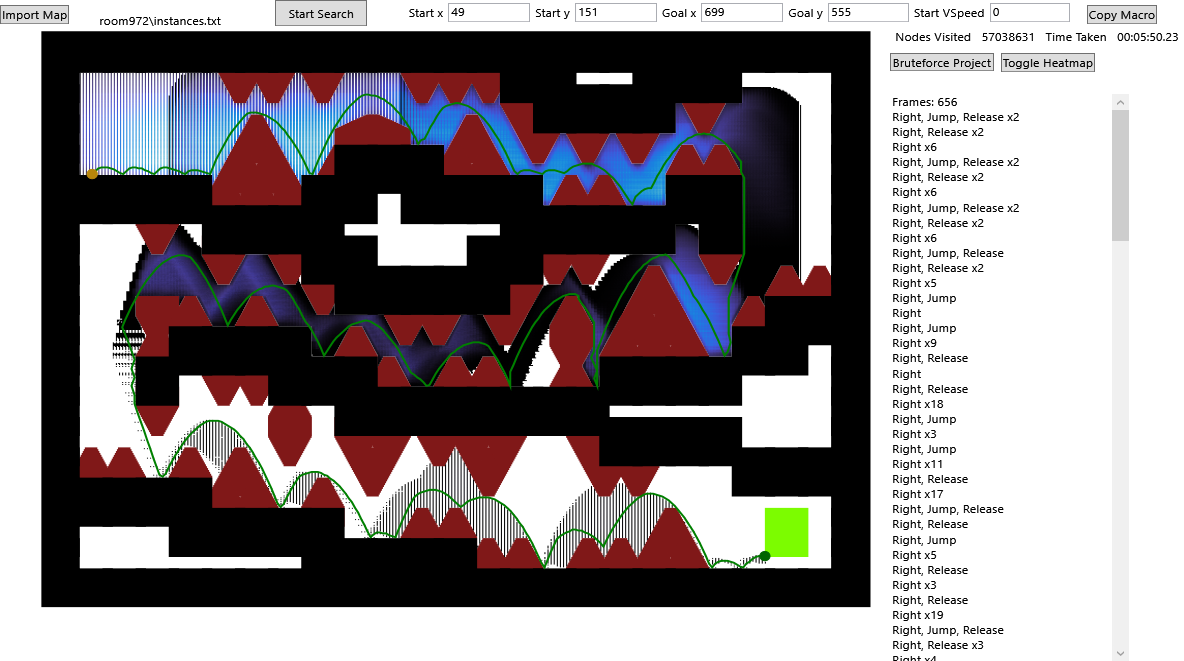 Import Map
room972\instances.txt
Start Search
Start x 49 Start y 151 Goal x 699 Goal y 555 Start VSpeed 0
Copy Macro
Nodes Visited 57038631 Time Taken 00:05:50.23
Bruteforce Project Toggle Heatmap
Frames: 656
Right, Jump, Release x2
Right, Release x2
Right x6
Right, Jump, Release x2
Right, Release x2
Right x6
Right, Jump, Release x2
Right, Release x2
Right x6
Right, Jump, Release
Right, Release x2
Right x5
Right, Jump
Right
Right, Jump
Right x9
Right, Release
Right
Right, Release
Right x18
Right, Jump
Right x3
Right, Jump
Right x11
Right, Release
Right x17
Right, Jump, Release
Right, Release
Right, Jump
Right x5
Right, Release
Right x3
Right, Release
Right x19
Right, Jump, Release
Right, Release x3
Right x4